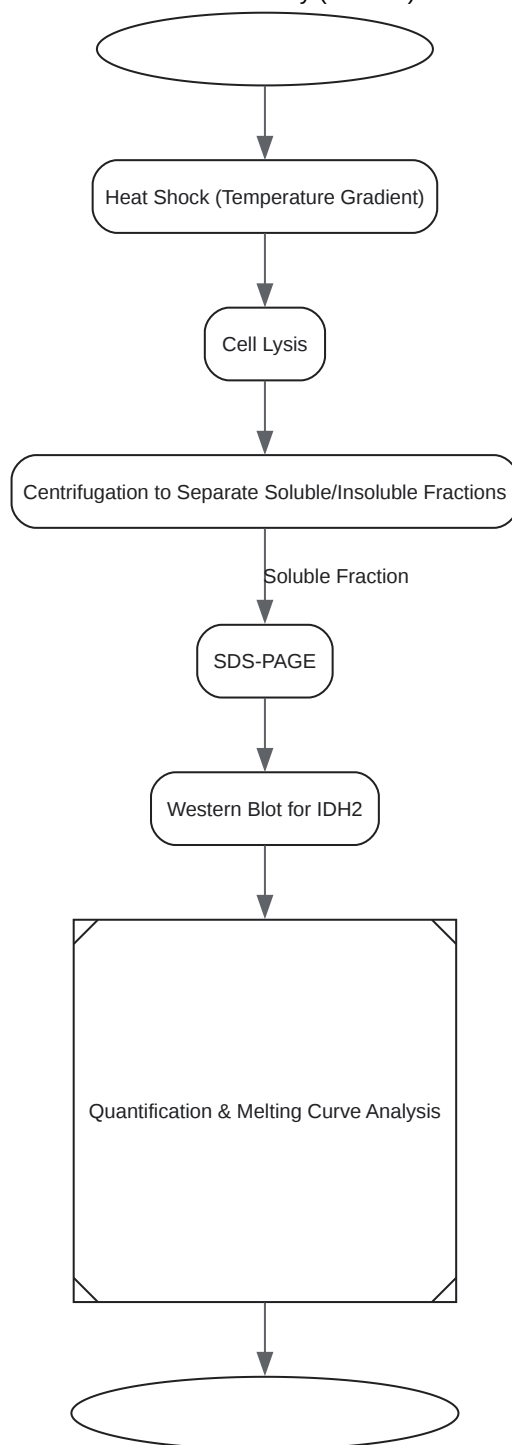 Heat Shock (Temperature Gradient)
Cell Lysis
Centrifugation to Separate Soluble/Insoluble Fractions
Soluble Fraction
SDS-PAGE
Western Blot for IDH2
Quantification & Melting Curve Analysis